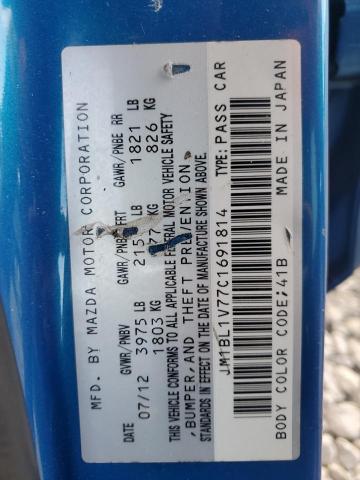 MFD. BY MAZDA MOTOR CORPORATION
GVWR/PNBV GAWR/PNBE FRT GAWR/PNBE RR
DATE 07/12 3975 LB LB 1821 LB
1803 KG KG 826 KG
THIS VEHICLE CONFORMS TO ALL APPLICABLE FEDERAL MOTOR VEHICLE SAFETY
,BUMPER,AND THEFT PREVENTION
STANDARDS IN EFFECT ON THE DATE OF MANUFACTURE SHOWN ABOVE.
JM1BL1V77C1691814 TYPE: PASS CAR
BODY COLOR CODE:41B MADE IN JAPAN